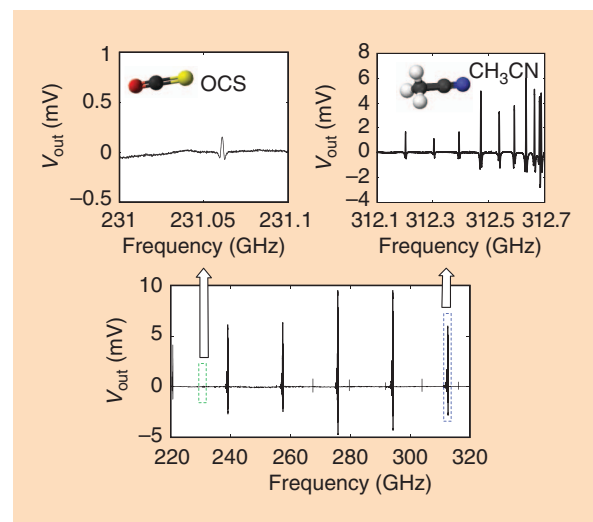 1
0.5
0
–0.5
V_out (mV)
OCS
231 231.05 231.1
Frequency (GHz)
8
6
4
2
0
–2
–4
V_out (mV)
CH₃CN
312.1 312.3 312.5 312.7
Frequency (GHz)
10
5
0
–5
V_out (mV)
220 240 260 280 300 320
Frequency (GHz)